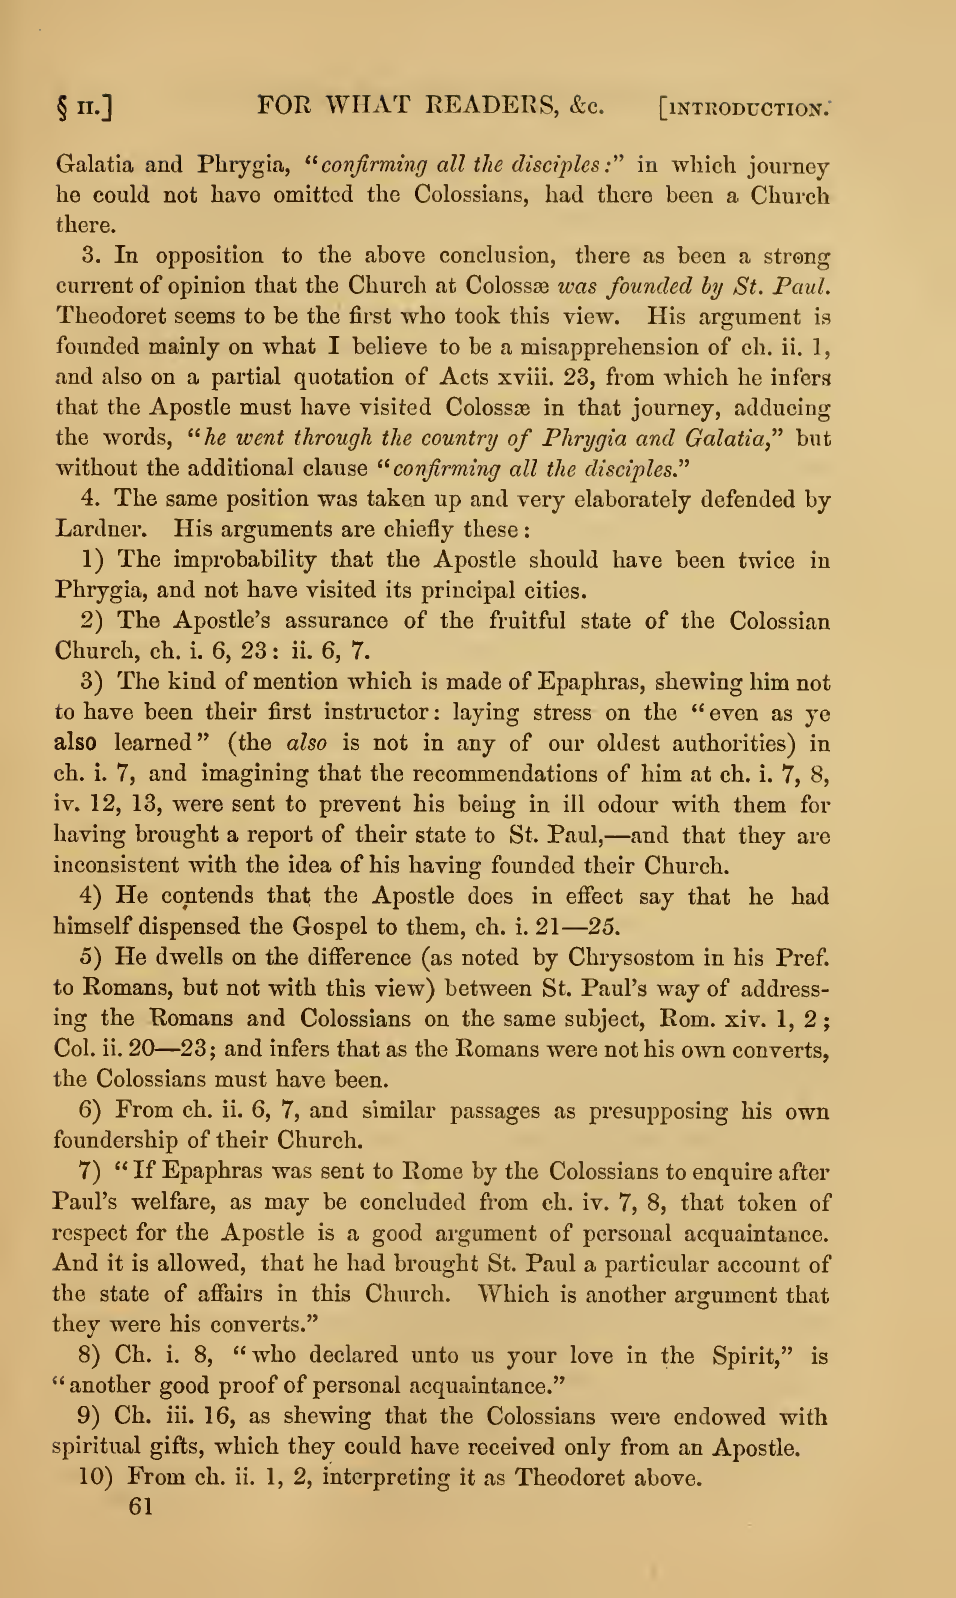 § II.] FOR WHAT READERS, &c. [INTRODUCTION.
Galatia and Phrygia, “confirming all the disciples:” in which journey
he could not have omitted the Colossians, had there been a Church
there.
3. In opposition to the above conclusion, there as been a strong
current of opinion that the Church at Colossæ was founded by St. Paul.
Theodoret seems to be the first who took this view. His argument is
founded mainly on what I believe to be a misapprehension of ch. ii. 1,
and also on a partial quotation of Acts xviii. 23, from which he infers
that the Apostle must have visited Colossæ in that journey, adducing
the words, “he went through the country of Phrygia and Galatia,” but
without the additional clause “confirming all the disciples.”
4. The same position was taken up and very elaborately defended by
Lardner. His arguments are chiefly these:
1) The improbability that the Apostle should have been twice in
Phrygia, and not have visited its principal cities.
2) The Apostle’s assurance of the fruitful state of the Colossian
Church, ch. i. 6, 23: ii. 6, 7.
3) The kind of mention which is made of Epaphras, shewing him not
to have been their first instructor: laying stress on the “even as ye
also learned” (the also is not in any of our oldest authorities) in
ch. i. 7, and imagining that the recommendations of him at ch. i. 7, 8,
iv. 12, 13, were sent to prevent his being in ill odour with them for
having brought a report of their state to St. Paul,—and that they are
inconsistent with the idea of his having founded their Church.
4) He contends that the Apostle does in effect say that he had
himself dispensed the Gospel to them, ch. i. 21—25.
5) He dwells on the difference (as noted by Chrysostom in his Pref.
to Romans, but not with this view) between St. Paul’s way of address-
ing the Romans and Colossians on the same subject, Rom. xiv. 1, 2;
Col. ii. 20—23; and infers that as the Romans were not his own converts,
the Colossians must have been.
6) From ch. ii. 6, 7, and similar passages as presupposing his own
foundership of their Church.
7) “If Epaphras was sent to Rome by the Colossians to enquire after
Paul’s welfare, as may be concluded from ch. iv. 7, 8, that token of
respect for the Apostle is a good argument of personal acquaintance.
And it is allowed, that he had brought St. Paul a particular account of
the state of affairs in this Church. Which is another argument that
they were his converts.”
8) Ch. i. 8, “who declared unto us your love in the Spirit,” is
“another good proof of personal acquaintance.”
9) Ch. iii. 16, as shewing that the Colossians were endowed with
spiritual gifts, which they could have received only from an Apostle.
10) From ch. ii. 1, 2, interpreting it as Theodoret above.
61